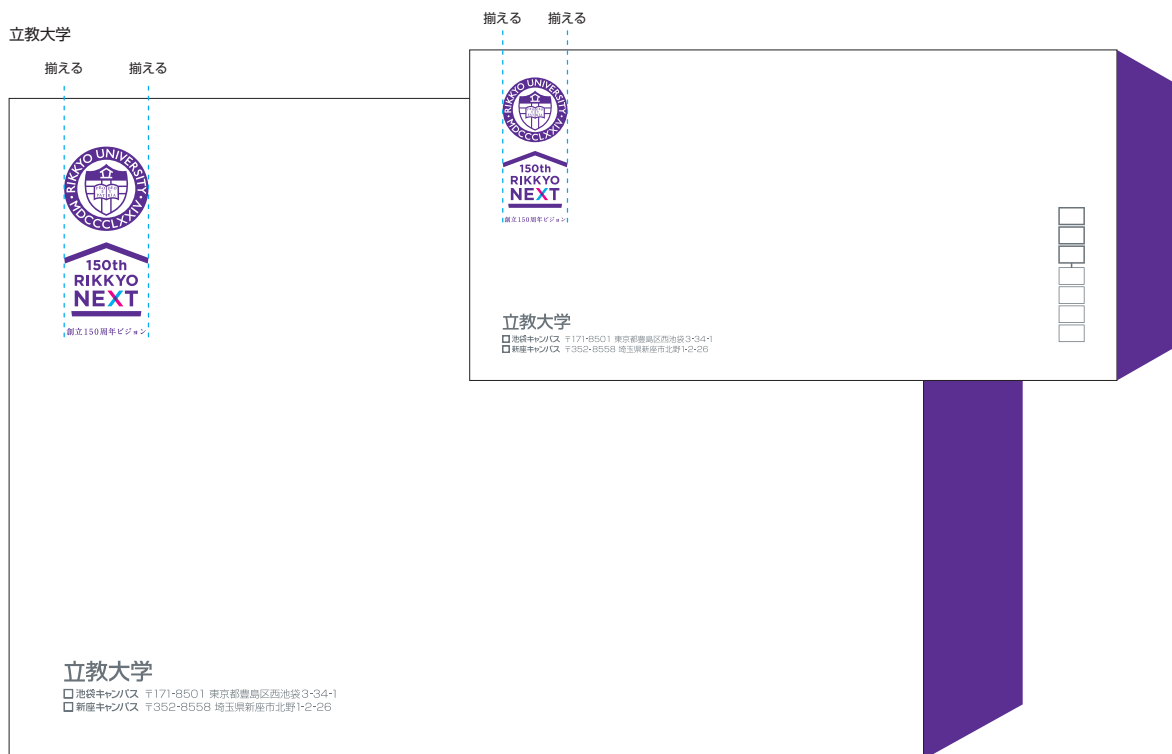 立教大学
揃える 揃える
RIKKYO UNIVERSITY
MDCCCLXXIV
150th
RIKKYO
NEXT
創立150周年ビジョン
立教大学
池袋キャンパス 〒171-8501 東京都豊島区西池袋3-34-1
新座キャンパス 〒352-8558 埼玉県新座市北野1-2-26
揃える 揃える
RIKKYO UNIVERSITY
MDCCCLXXIV
150th
RIKKYO
NEXT
創立150周年ビジョン
立教大学
池袋キャンパス 〒171-8501 東京都豊島区西池袋3-34-1
新座キャンパス 〒352-8558 埼玉県新座市北野1-2-26